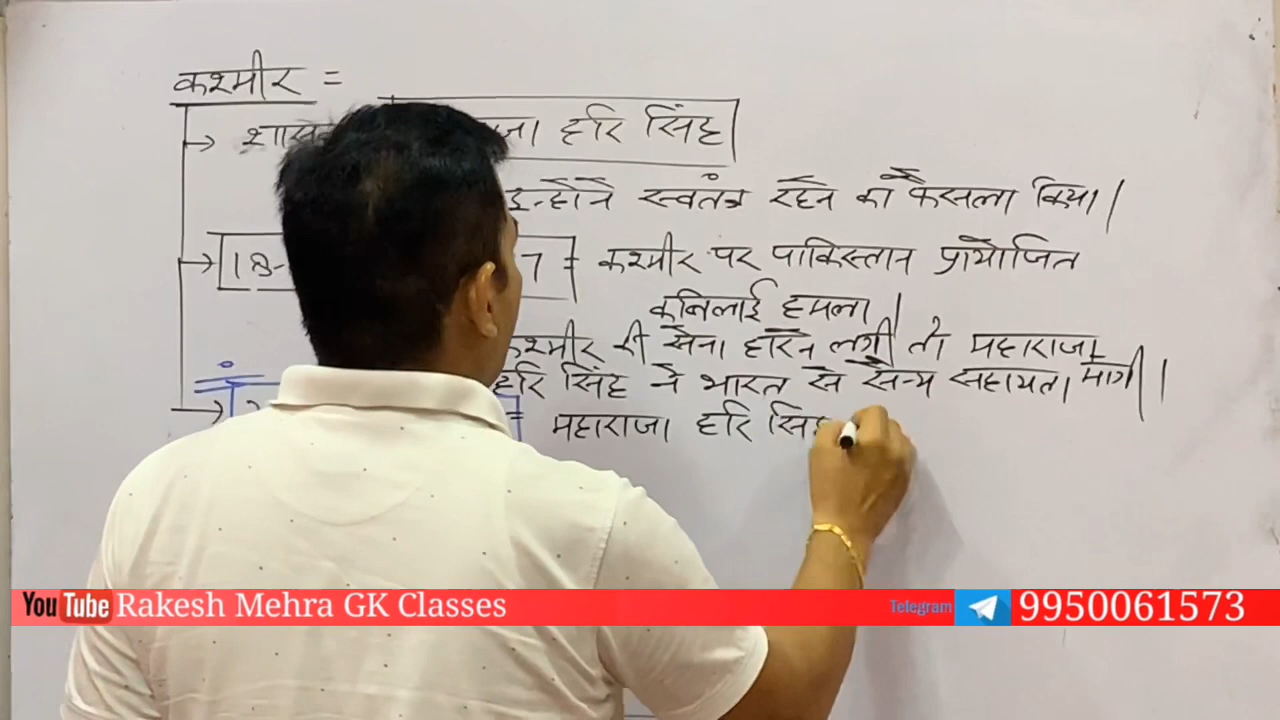 कश्मीर =
राजा हरि सिंह
इन्होंने स्वतंत्र रहने का फैसला किया।
7 = कश्मीर पर पाकिस्तान प्रायोजित
कबिलाई हमला।
कश्मीर की सेना हारने लगी तो महाराजा
हरि सिंह ने भारत से सैन्य सहायता मांगी।
= महाराजा हरि सिंह
YouTube Rakesh Mehra GK Classes Telegram 9950061573